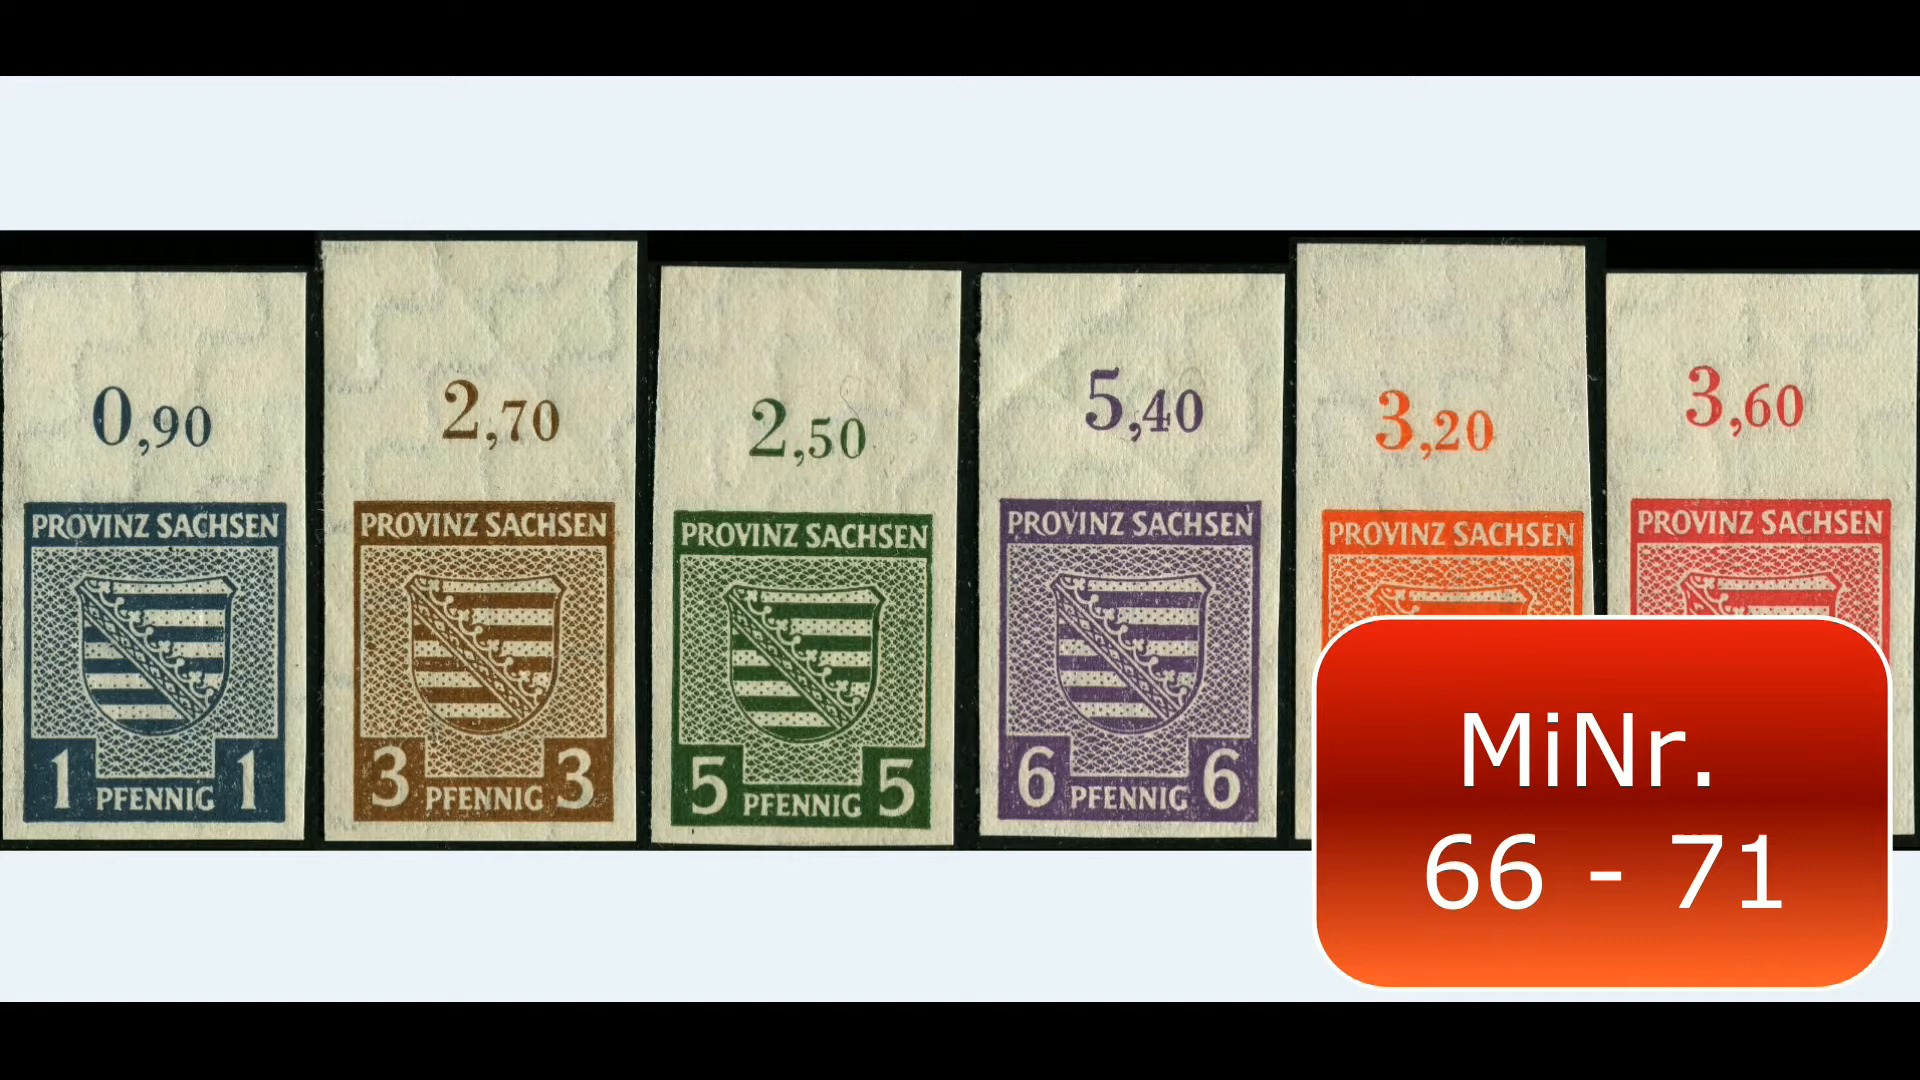 0,90
2,70
2,50
5,40
3,20
3,60
PROVINZ SACHSEN
1 PFENNIG 1
PROVINZ SACHSEN
3 PFENNIG 3
PROVINZ SACHSEN
5 PFENNIG 5
PROVINZ SACHSEN
6 PFENNIG 6
PROVINZ SACHSEN
PROVINZ SACHSEN
MiNr.
66 - 71